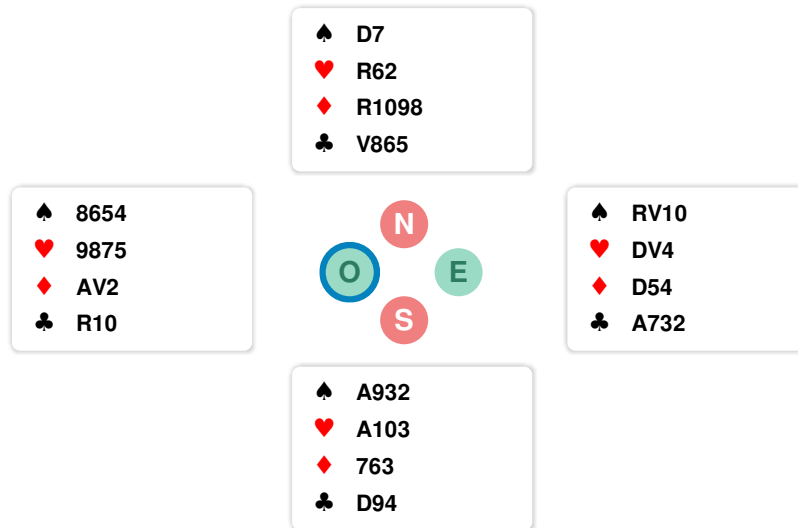 ♠ D7
♥ R62
♦ R1098
♣ V865
♠ 8654
♥ 9875
♦ AV2
♣ R10
N
O E
S
♠ RV10
♥ DV4
♦ D54
♣ A732
♠ A932
♥ A103
♦ 763
♣ D94